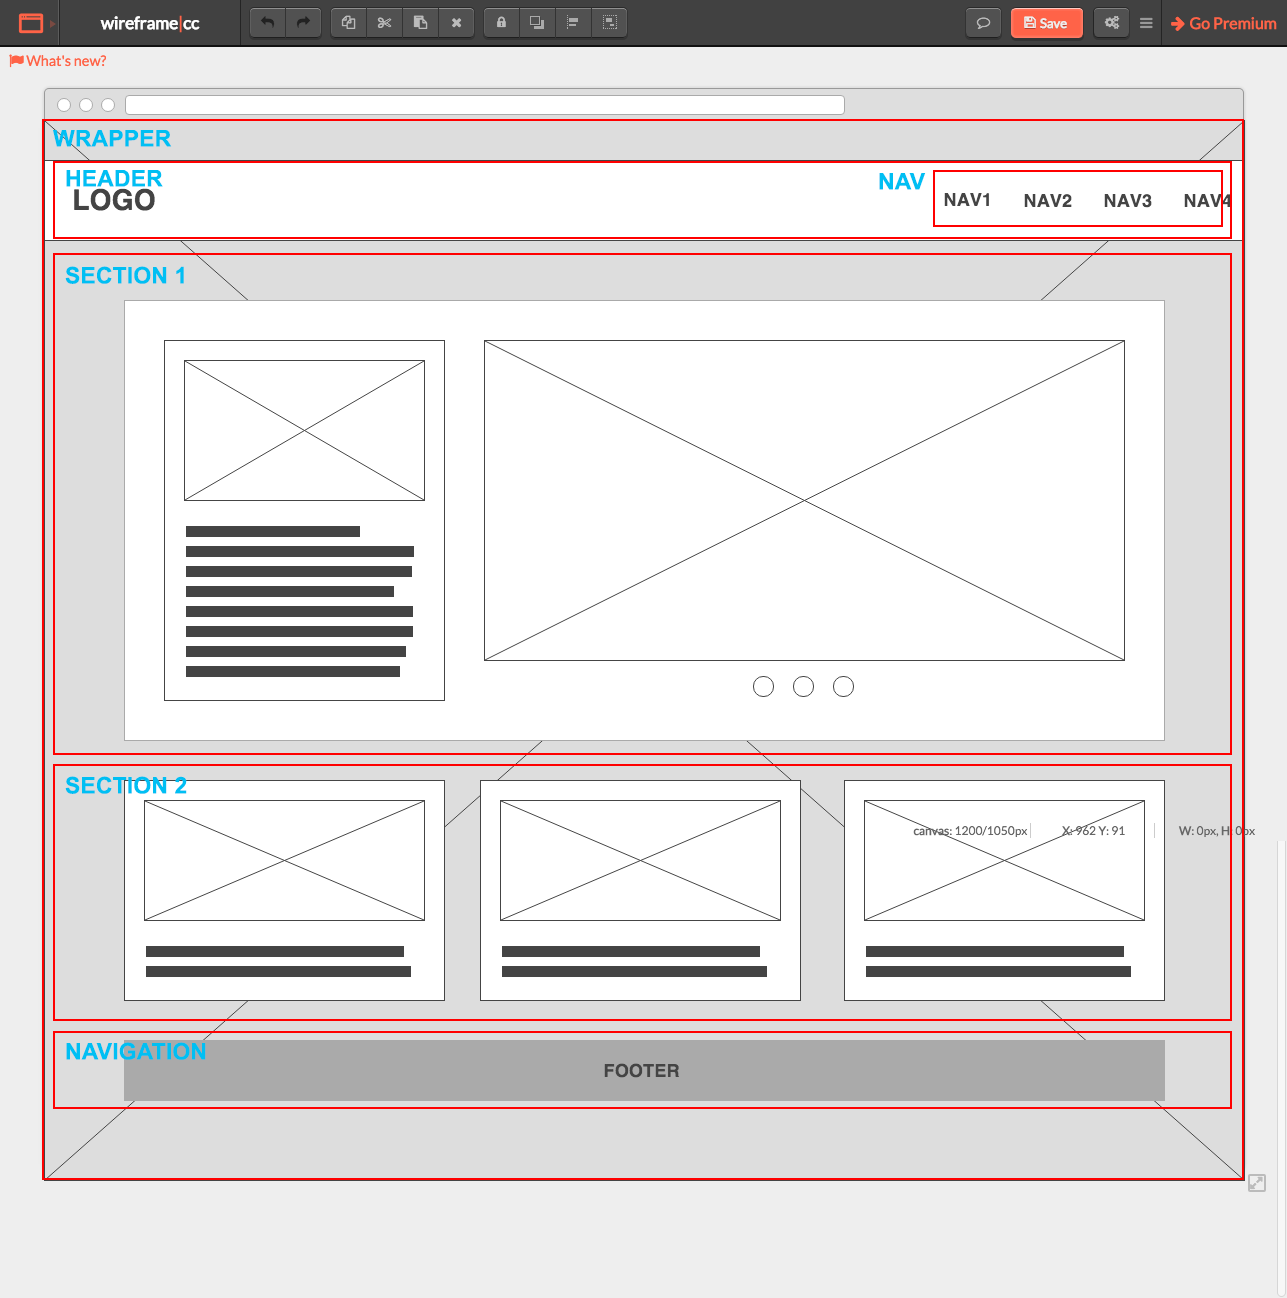 wireframe|cc
Save
Go Premium
What's new?
WRAPPER
HEADER
LOGO
NAV
NAV1
NAV2
NAV3
NAV4
SECTION 1
SECTION 2
canvas: 1200/1050px
X: 962 Y: 91
W: 0px, H: 0px
NAVIGATION
FOOTER